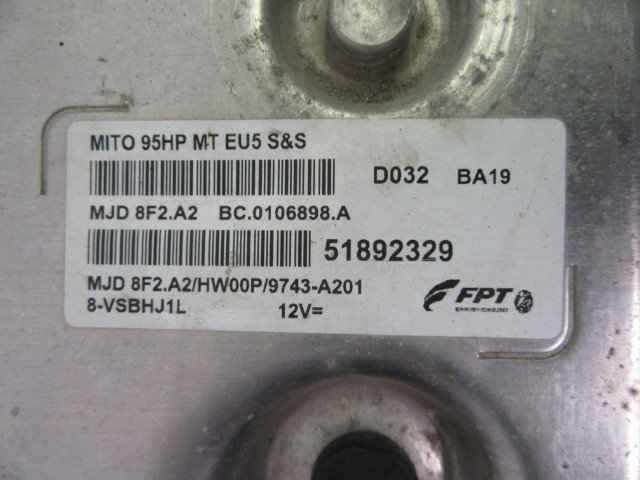 MITO 95HP MT EU5 S&S
D032 BA19
MJD 8F2.A2 BC.0106898.A
51892329
MJD 8F2.A2/HW00P/9743-A201
8-VSBHJ1L 12V=
FPT